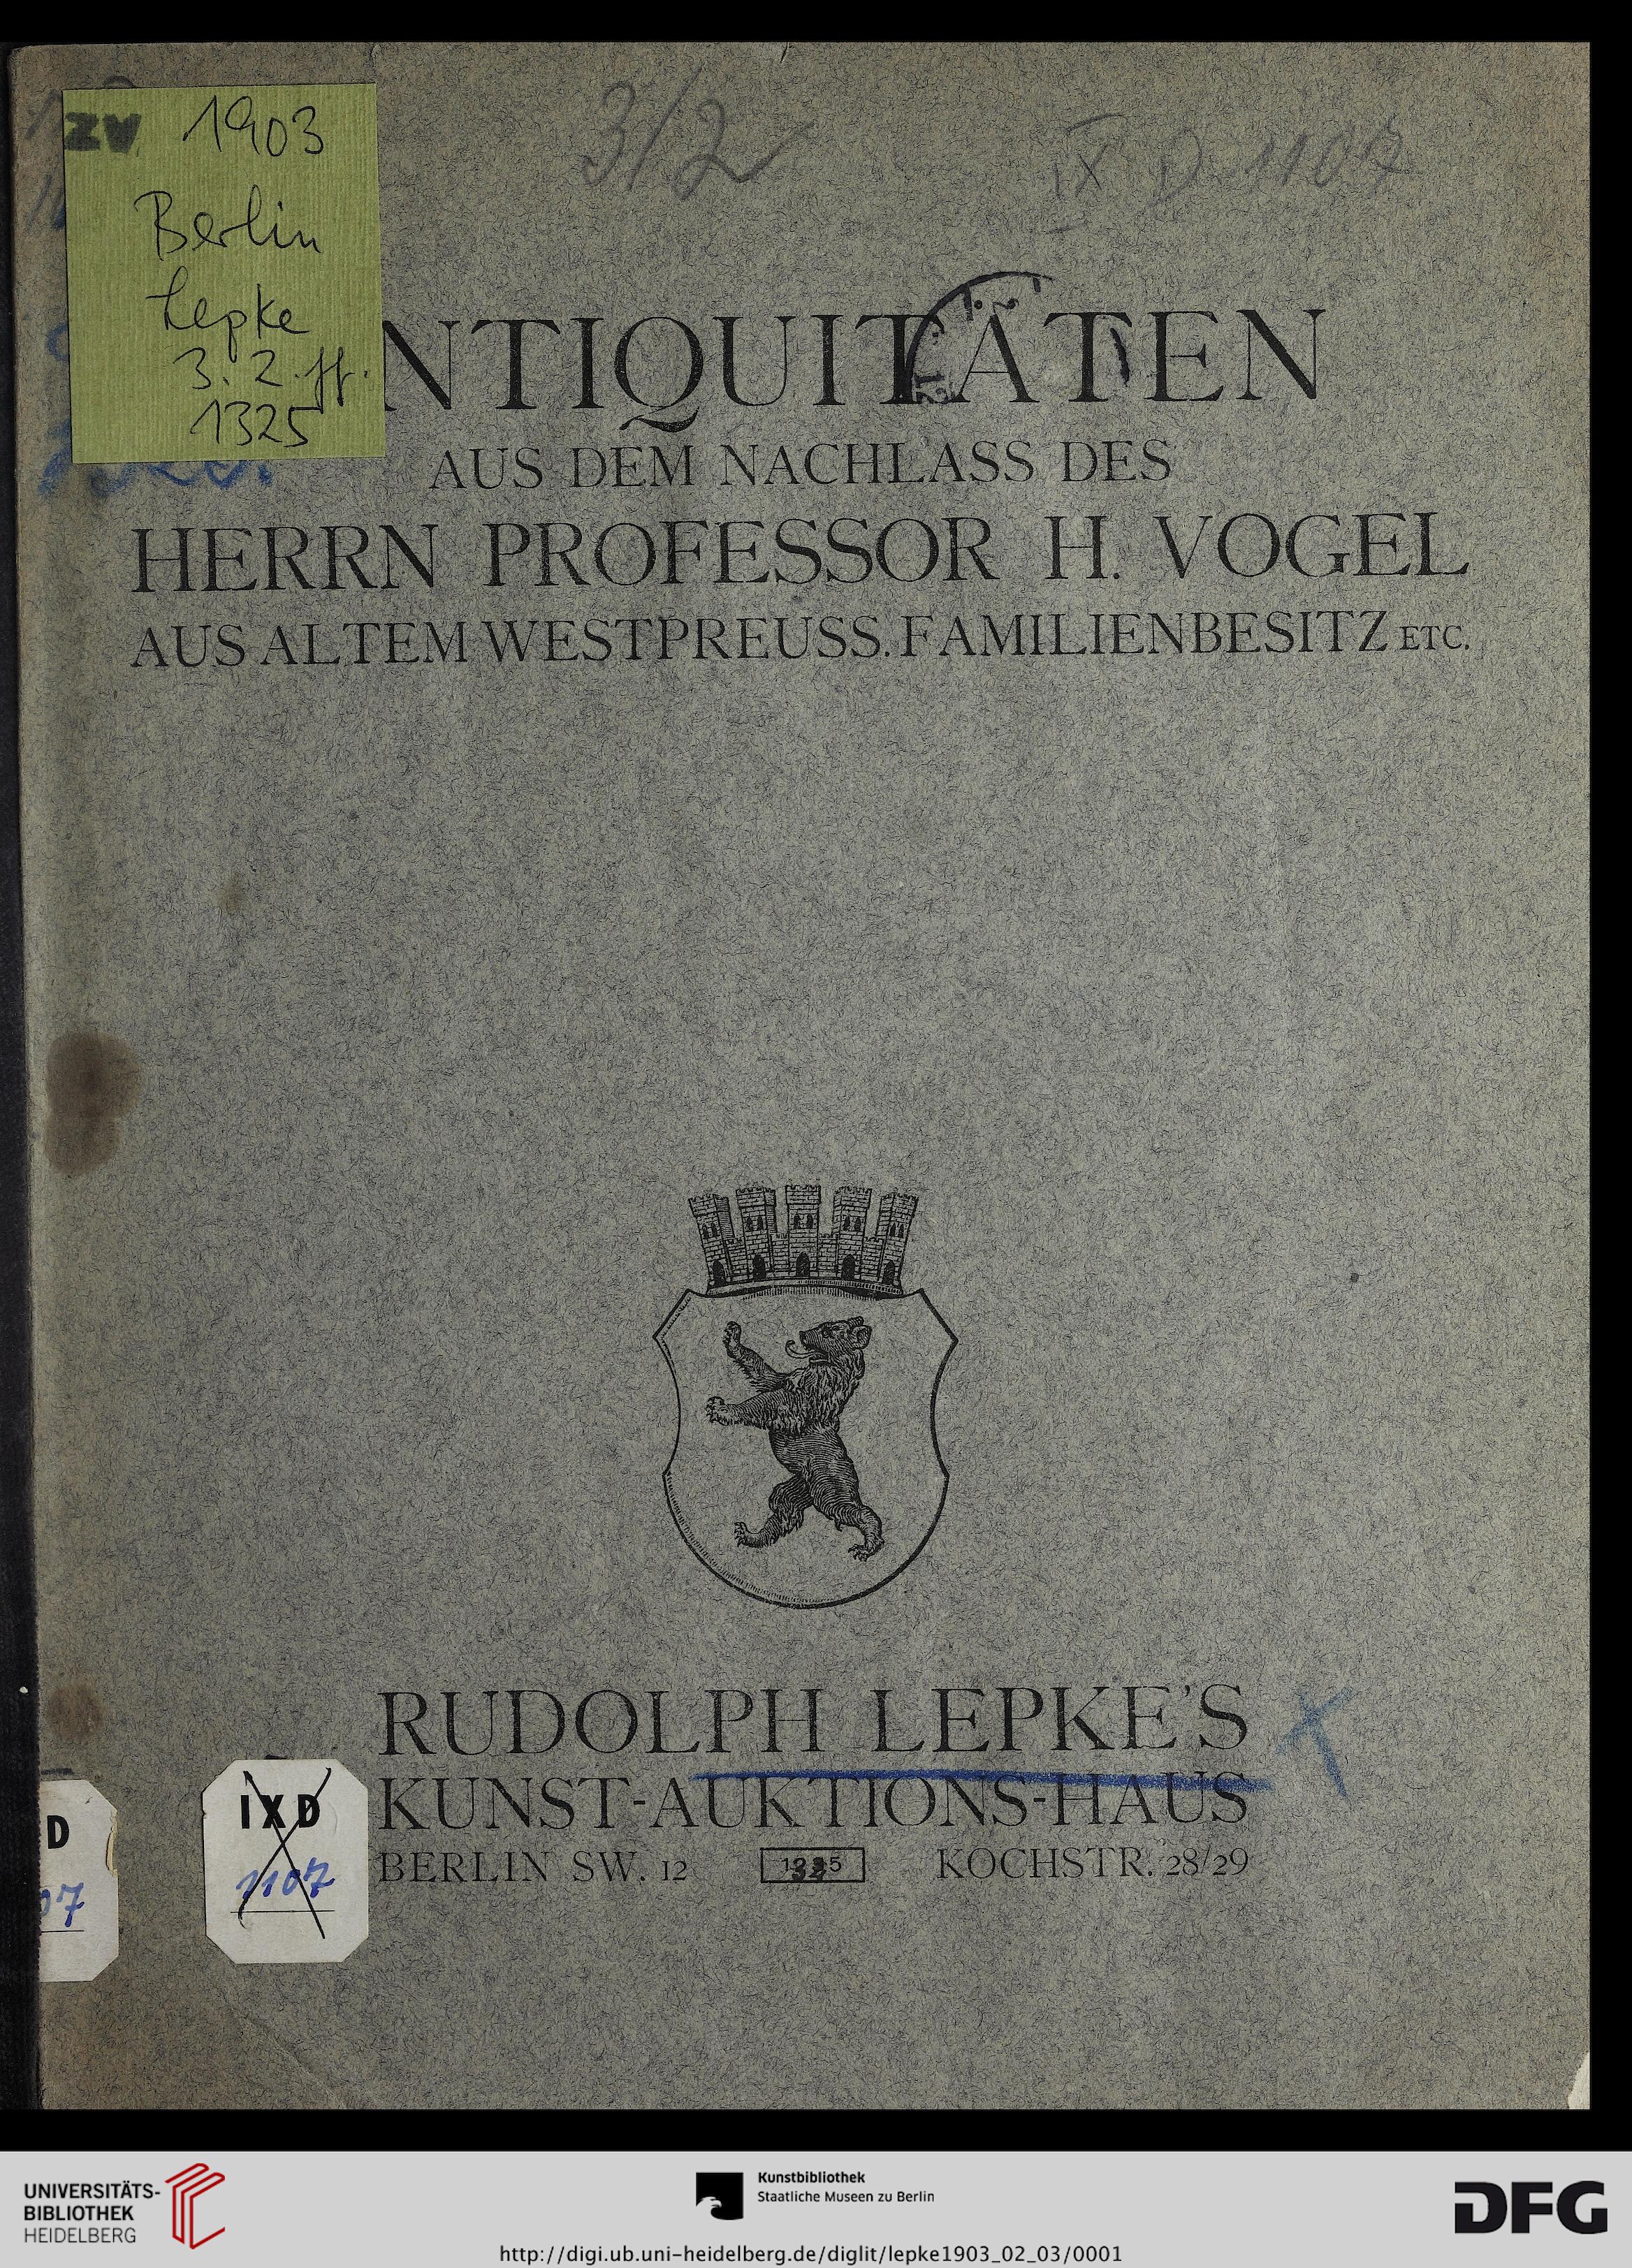 ZV 1903
Berlin
Lepke
3. 2. ff.
1325
3/2
IX D 1107
NTIQUITÄTEN
AUS DEM NACHLASS DES
HERRN PROFESSOR H. VOGEL
AUS ALTEM WESTPREUSS. FAMILIENBESITZ ETC.
RUDOLPH LEPKE'S
KUNST-AUKTIONS-HAUS
BERLIN SW. 12
KOCHSTR. 28/29
D
07
IXD
1107
UNIVERSITÄTS-
BIBLIOTHEK
HEIDELBERG
Kunstbibliothek
Staatliche Museen zu Berlin
DFG
http://digi.ub.uni-heidelberg.de/diglit/lepke1903_02_03/0001